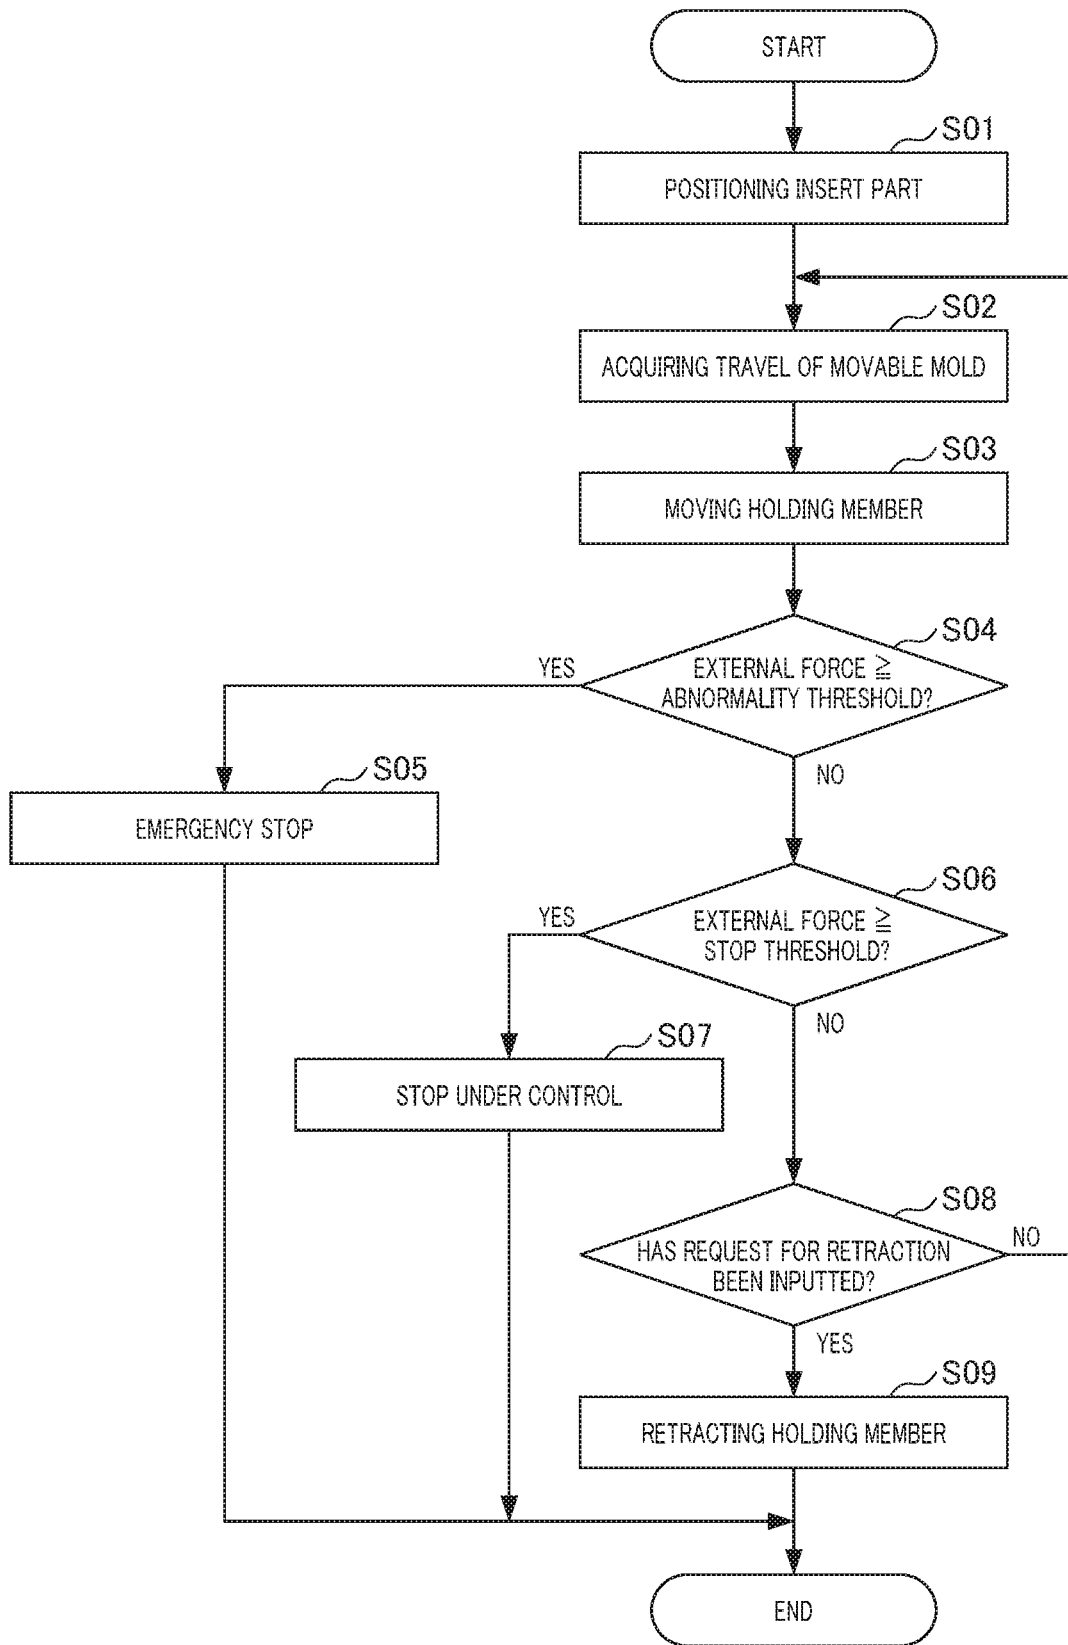 START
S01
POSITIONING INSERT PART
S02
ACQUIRING TRAVEL OF MOVABLE MOLD
S03
MOVING HOLDING MEMBER
S04
YES
EXTERNAL FORCE ≧
ABNORMALITY THRESHOLD?
NO
S05
EMERGENCY STOP
S06
YES
EXTERNAL FORCE ≧
STOP THRESHOLD?
NO
S07
STOP UNDER CONTROL
S08
NO
HAS REQUEST FOR RETRACTION
BEEN INPUTTED?
YES
S09
RETRACTING HOLDING MEMBER
END